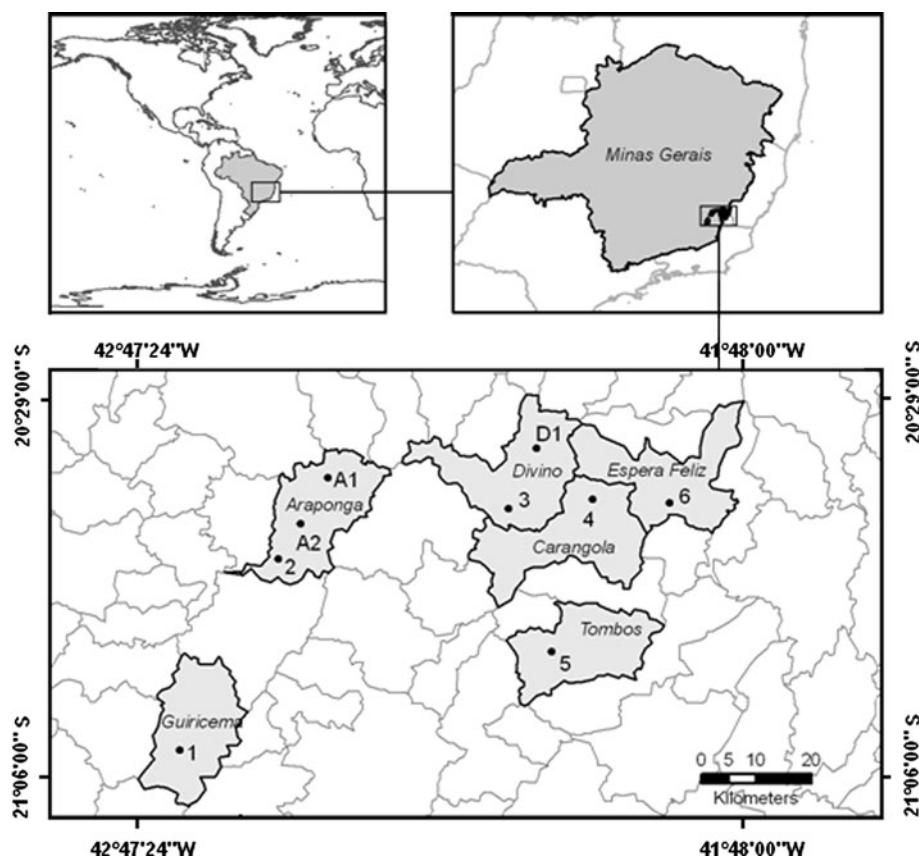 Minas Gerais
42°47'24" W
41°48'00" W
20°29'00" S
20°29'00" S
D1
Divino
Espera Feliz
A1
Araponga
3
4
6
A2
Carangola
2
Tombos
5
Guiricema
1
21°06'00" S
21°06'00" S
0 5 10 20
Kilometers
42°47'24" W
41°48'00" W